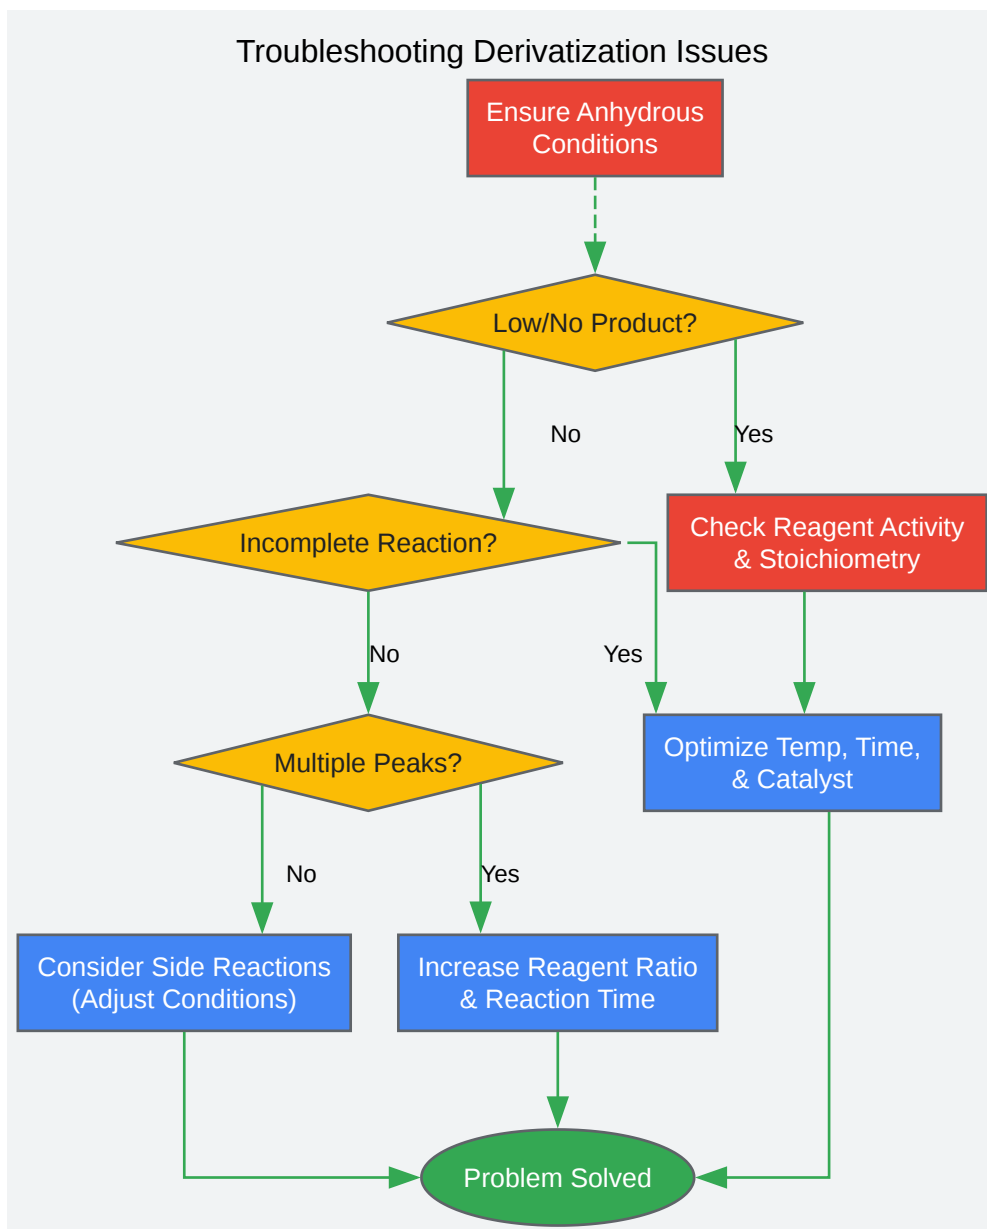 Troubleshooting Derivatization Issues
Ensure Anhydrous
Conditions
Low/No Product?
No
Yes
Incomplete Reaction?
Check Reagent Activity
& Stoichiometry
No
Yes
Multiple Peaks?
Optimize Temp, Time,
& Catalyst
No
Yes
Consider Side Reactions
(Adjust Conditions)
Increase Reagent Ratio
& Reaction Time
Problem Solved